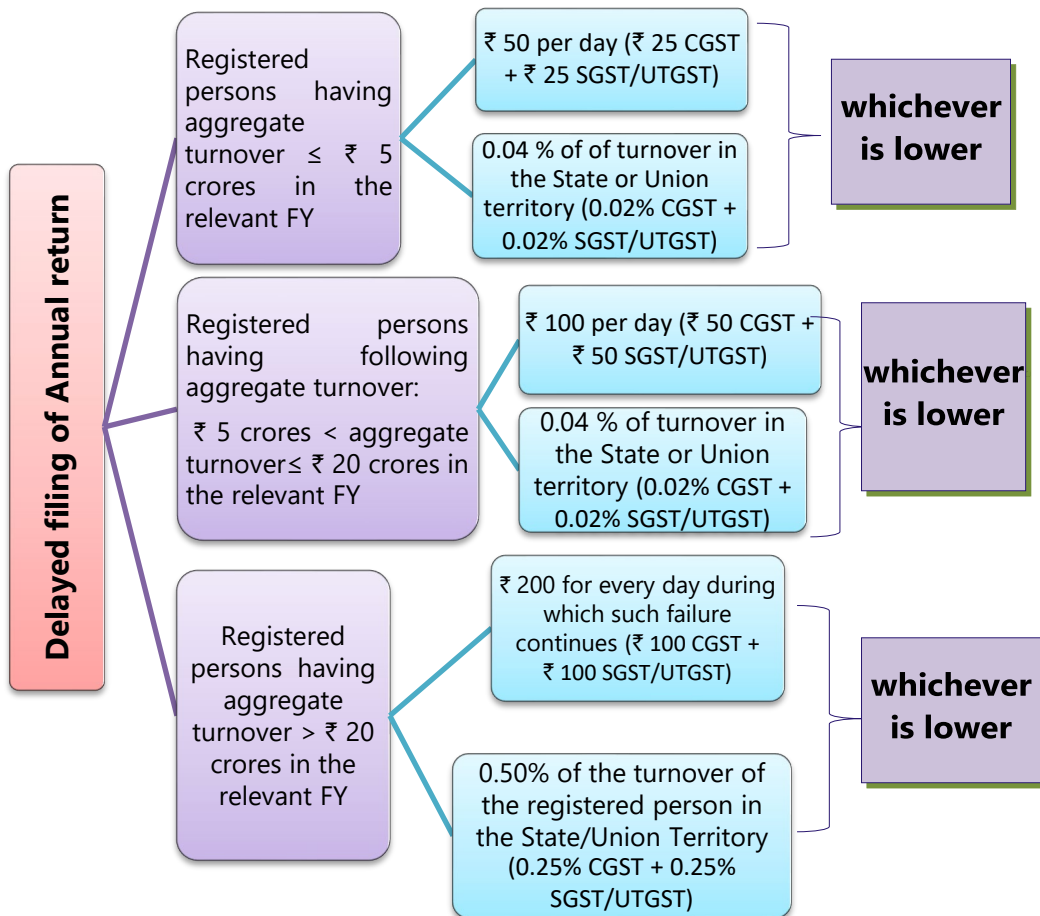 Delayed filing of Annual return
Registered
persons having
aggregate
turnover ≤ ₹ 5
crores in the
relevant FY
₹ 50 per day (₹ 25 CGST
+ ₹ 25 SGST/UTGST)
0.04 % of of turnover in
the State or Union
territory (0.02% CGST +
0.02% SGST/UTGST)
whichever
is lower
Registered persons
having following
aggregate turnover:
₹ 5 crores < aggregate
turnover≤ ₹ 20 crores in
the relevant FY
₹ 100 per day (₹ 50 CGST +
₹ 50 SGST/UTGST)
0.04 % of turnover in
the State or Union
territory (0.02% CGST +
0.02% SGST/UTGST)
whichever
is lower
Registered
persons having
aggregate
turnover > ₹ 20
crores in the
relevant FY
₹ 200 for every day during
which such failure
continues (₹ 100 CGST +
₹ 100 SGST/UTGST)
0.50% of the turnover of
the registered person in
the State/Union Territory
(0.25% CGST + 0.25%
SGST/UTGST)
whichever
is lower